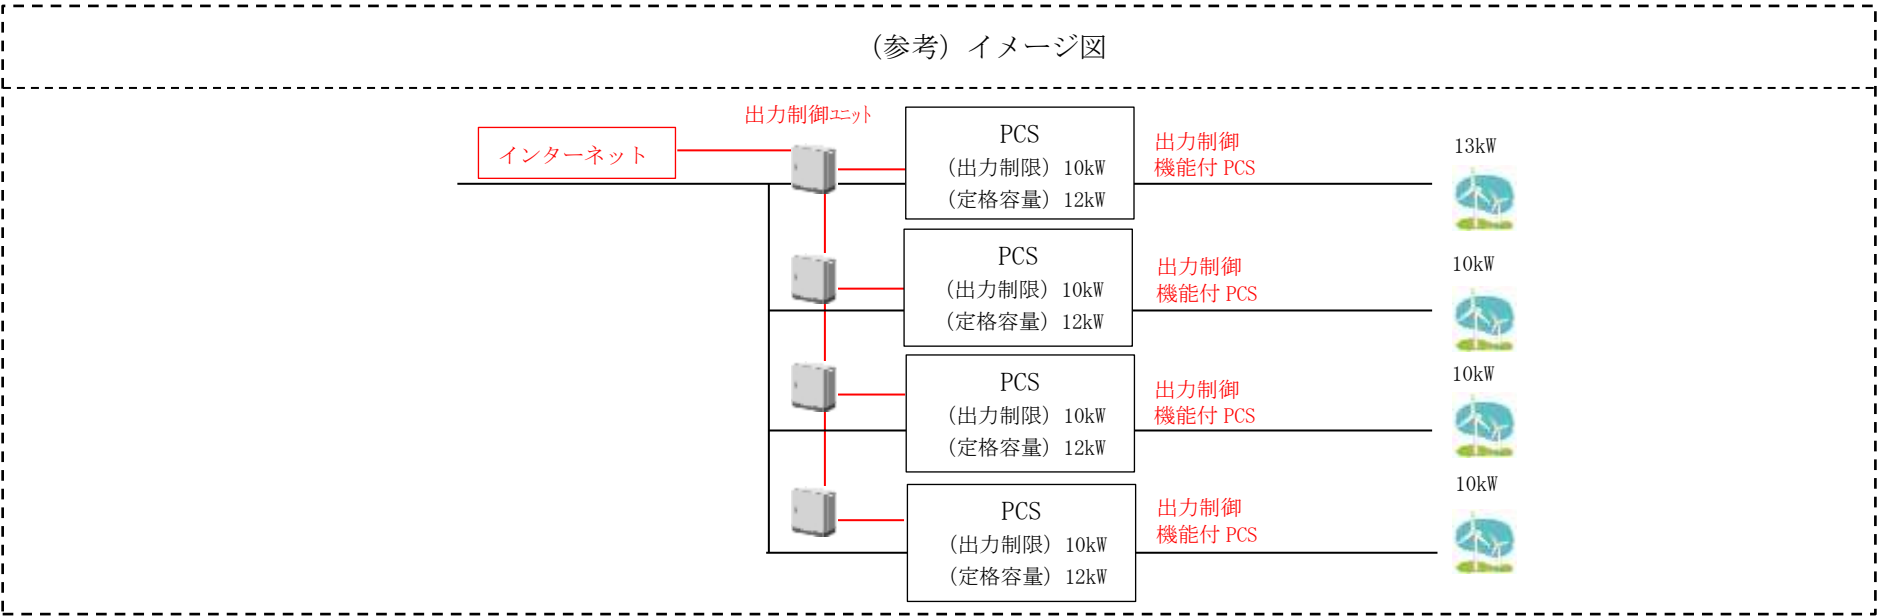 （参考）イメージ図
出力制御ﾕﾆｯﾄ
インターネット
PCS
（出力制限）10kW
（定格容量）12kW
出力制御
機能付 PCS
13kW
PCS
（出力制限）10kW
（定格容量）12kW
出力制御
機能付 PCS
10kW
PCS
（出力制限）10kW
（定格容量）12kW
出力制御
機能付 PCS
10kW
PCS
（出力制限）10kW
（定格容量）12kW
出力制御
機能付 PCS
10kW